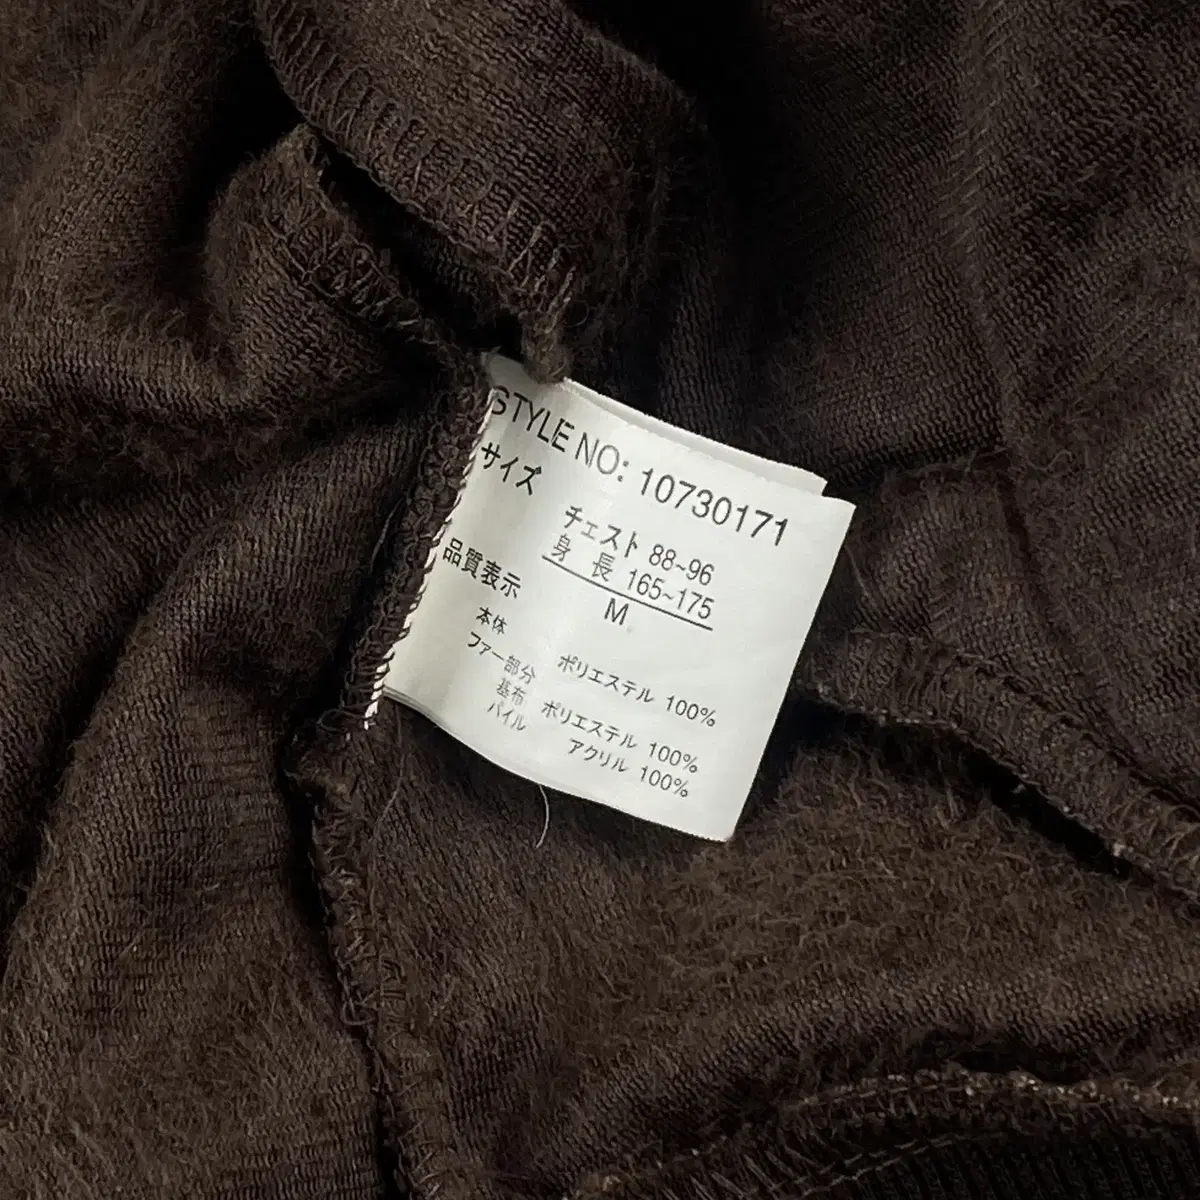 STYLE NO: 10730171
サイズ
チェスト 88~96
身 長 165~175
M
品質表示
本体 ポリエステル 100%
ファー部分
基布 ポリエステル 100%
パイル アクリル 100%